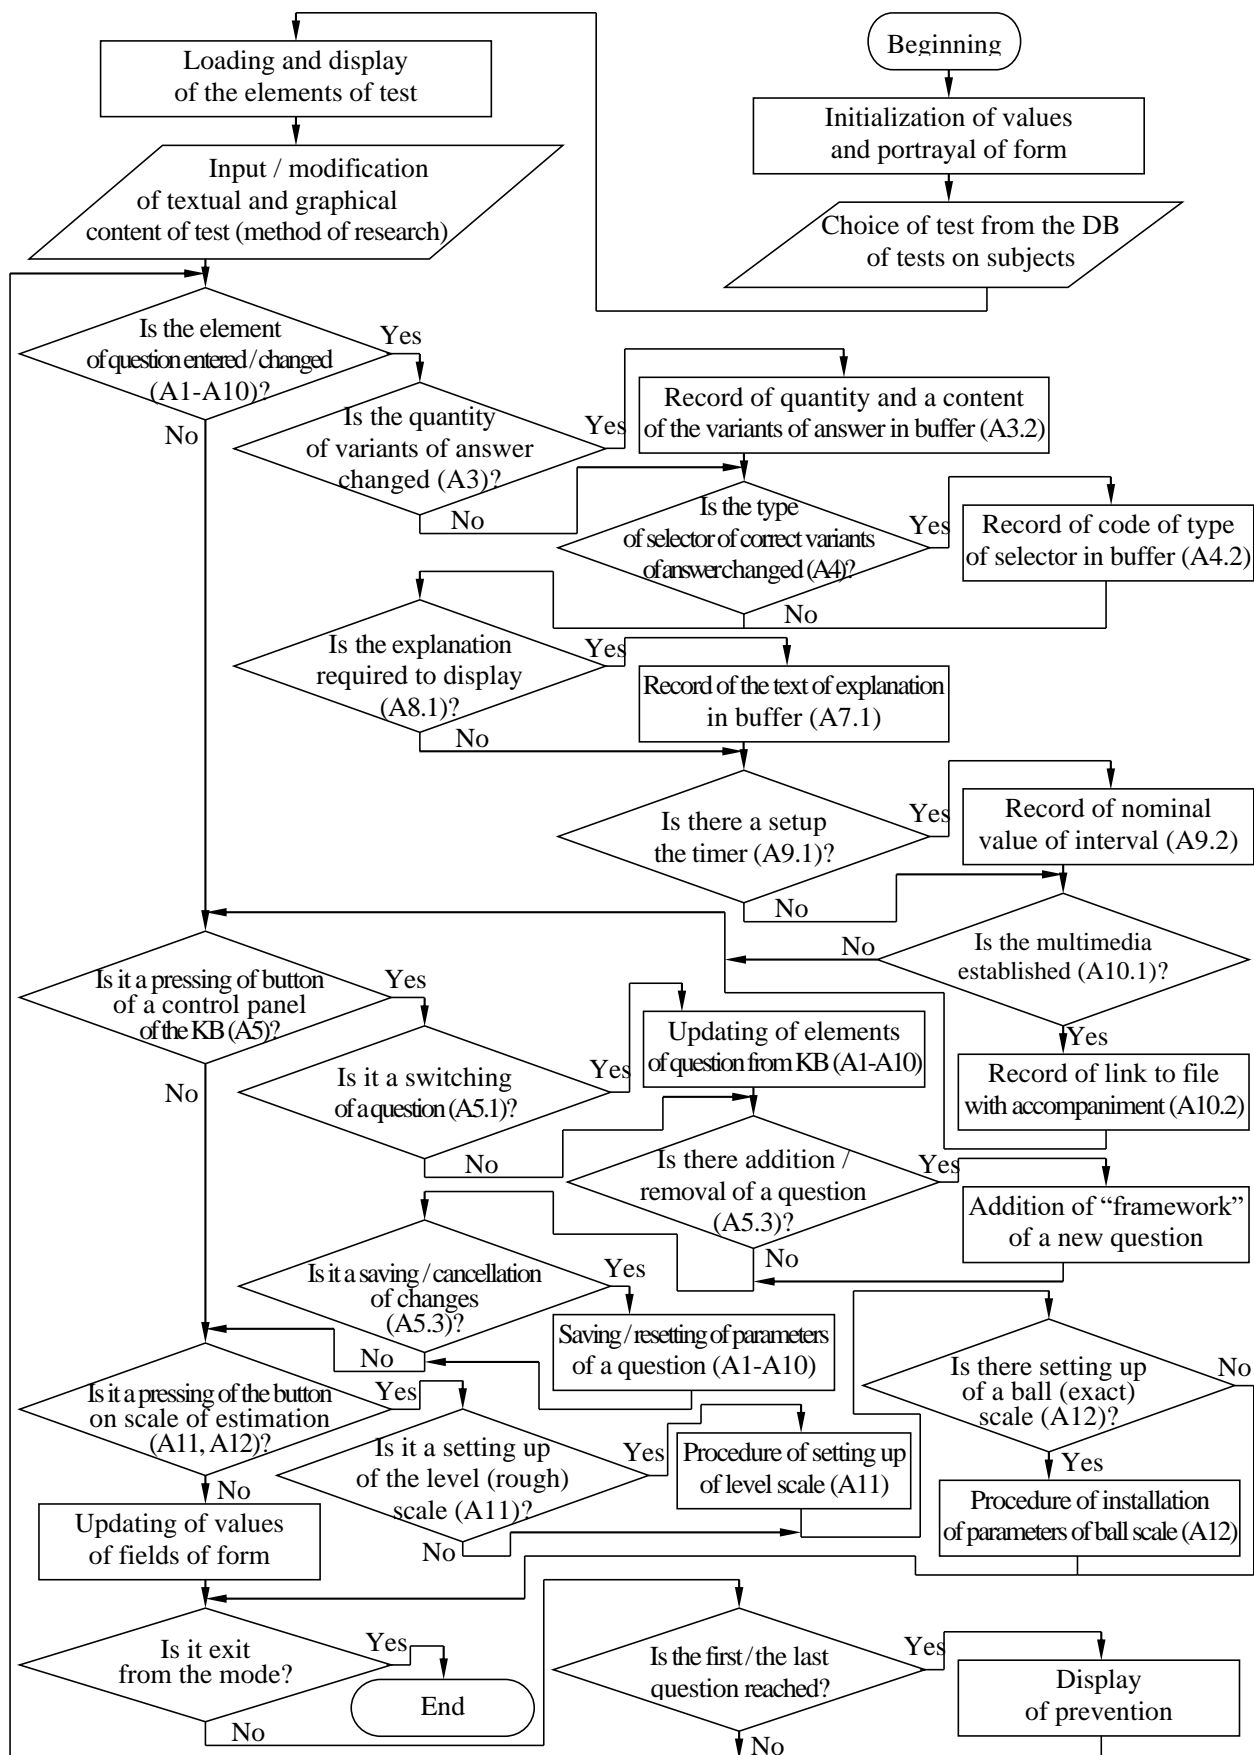 Beginning
Initialization of values
and portrayal of form
Choice of test from the DB
of tests on subjects
Loading and display
of the elements of test
Input / modification
of textual and graphical
content of test (method of research)
Is the element
of question entered / changed
(A1-A10)?
Yes
No
Is the quantity
of variants of answer
changed (A3)?
Yes
No
Record of quantity and a content
of the variants of answer in buffer (A3.2)
Is the type
of selector of correct variants
of answer changed (A4)?
Yes
No
Record of code of type
of selector in buffer (A4.2)
Is the explanation
required to display
(A8.1)?
Yes
No
Record of the text of explanation
in buffer (A7.1)
Is there a setup
the timer (A9.1)?
Yes
No
Record of nominal
value of interval (A9.2)
Is the multimedia
established (A10.1)?
No
Yes
Record of link to file
with accompaniment (A10.2)
Is it a pressing of button
of a control panel
of the KB (A5)?
Yes
No
Is it a switching
of a question (A5.1)?
Yes
No
Updating of elements
of question from KB (A1-A10)
Is there addition /
removal of a question
(A5.3)?
Yes
No
Addition of “framework”
of a new question
Is it a saving / cancellation
of changes
(A5.3)?
Yes
No
Saving / resetting of parameters
of a question (A1-A10)
Is it a pressing of the button
on scale of estimation
(A11, A12)?
Yes
No
Is it a setting up
of the level (rough)
scale (A11)?
Yes
No
Procedure of setting up
of level scale (A11)
Is there setting up
of a ball (exact)
scale (A12)?
No
Yes
Procedure of installation
of parameters of ball scale (A12)
Updating of values
of fields of form
Is it exit
from the mode?
Yes
No
End
Is the first / the last
question reached?
Yes
No
Display
of prevention